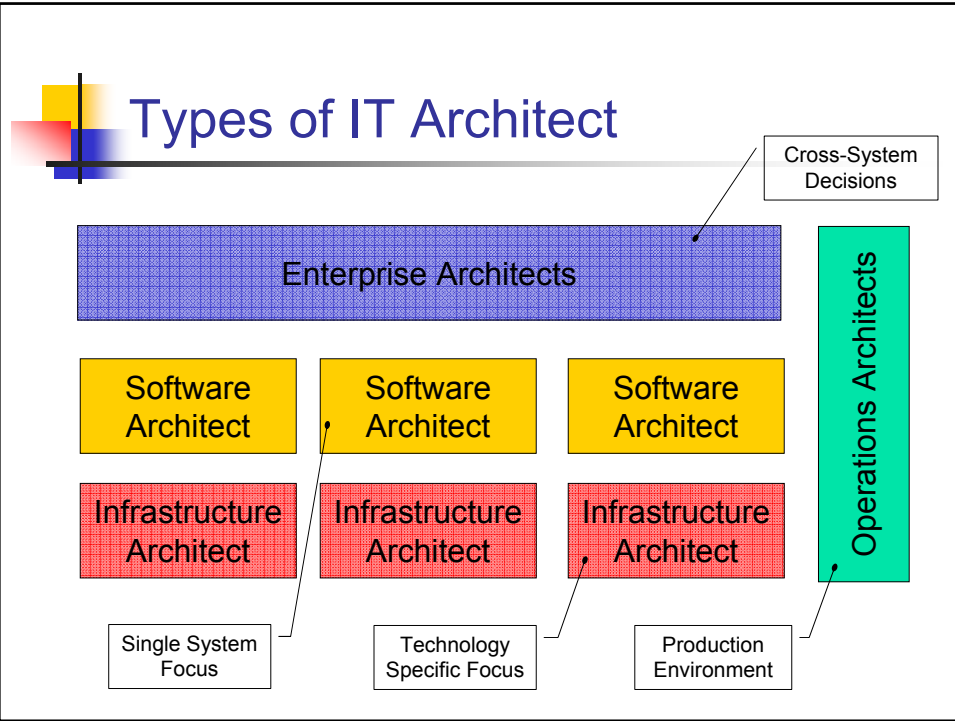 Types of IT Architect
Cross-System
Decisions
Enterprise Architects
Operations Architects
Software
Architect
Software
Architect
Software
Architect
Infrastructure
Architect
Infrastructure
Architect
Infrastructure
Architect
Single System
Focus
Technology
Specific Focus
Production
Environment